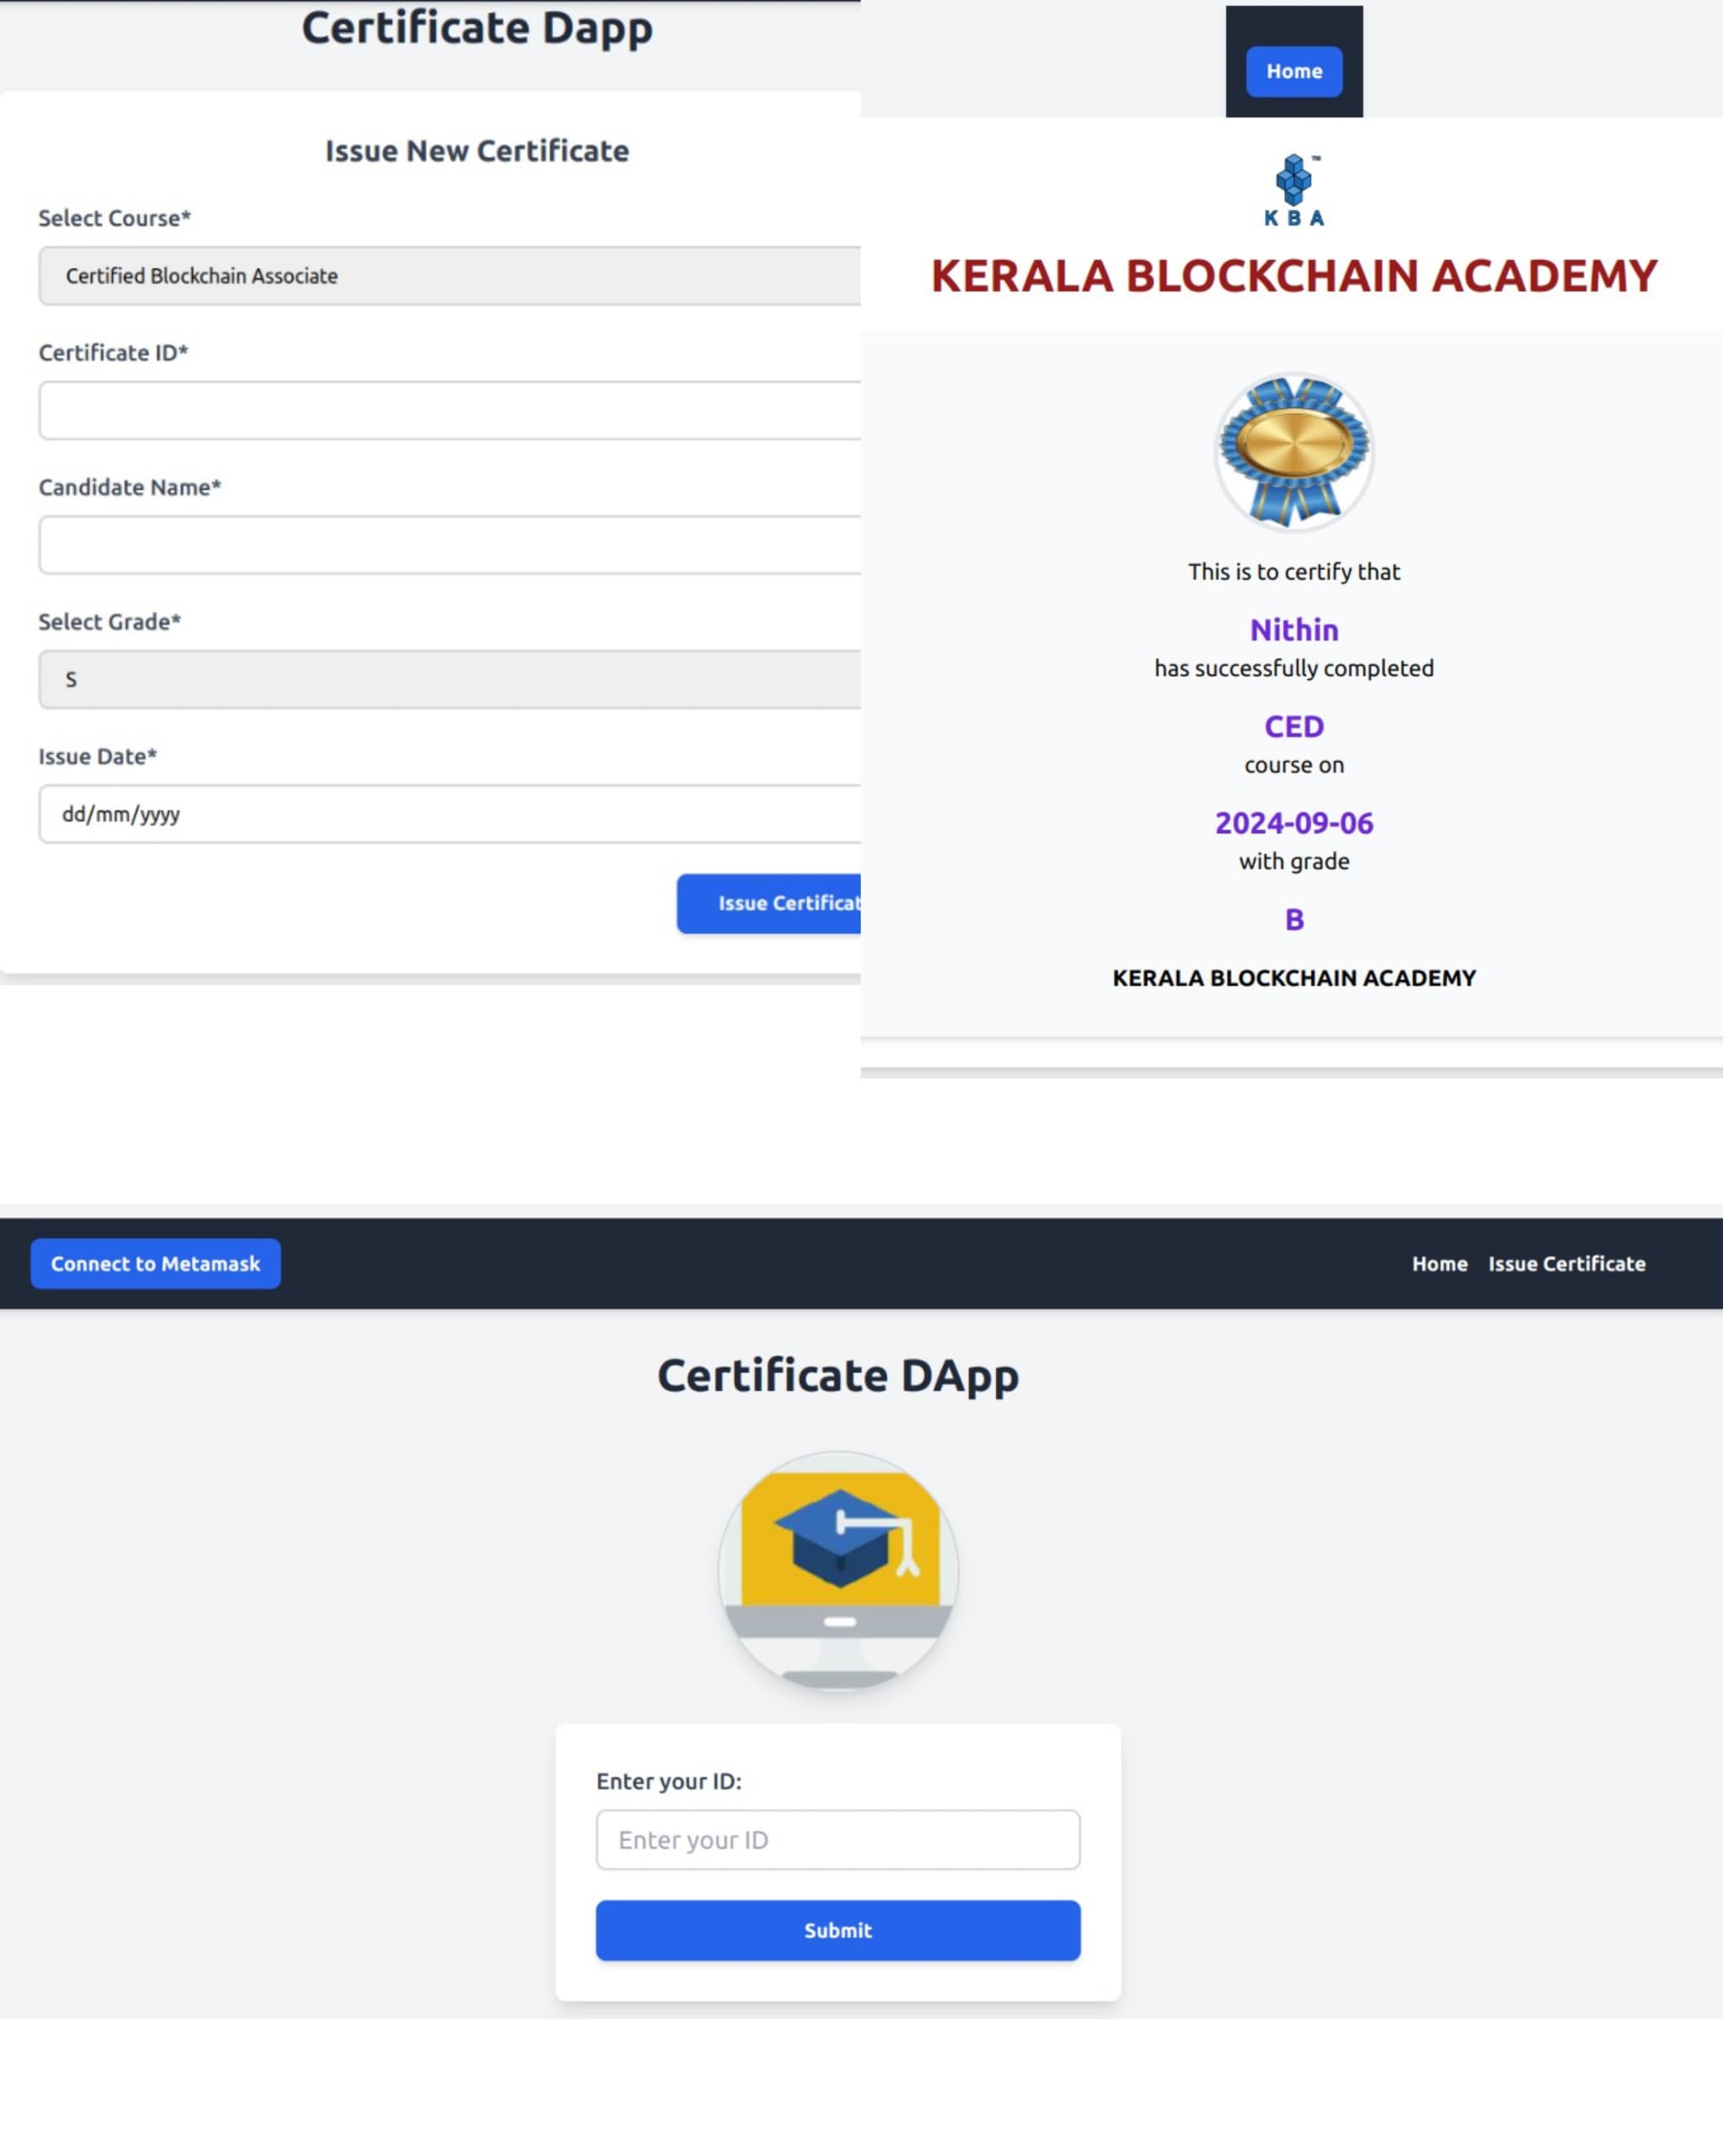 Certificate Dapp
Issue New Certificate
Select Course*
Certified Blockchain Associate
Certificate ID*
Candidate Name*
Select Grade*
S
Issue Date*
dd/mm/yyyy
Issue Certificat
Home
TM
K B A
KERALA BLOCKCHAIN ACADEMY
This is to certify that
Nithin
has successfully completed
CED
course on
2024-09-06
with grade
B
KERALA BLOCKCHAIN ACADEMY
Connect to Metamask
Home Issue Certificate
Certificate DApp
Enter your ID:
Enter your ID
Submit